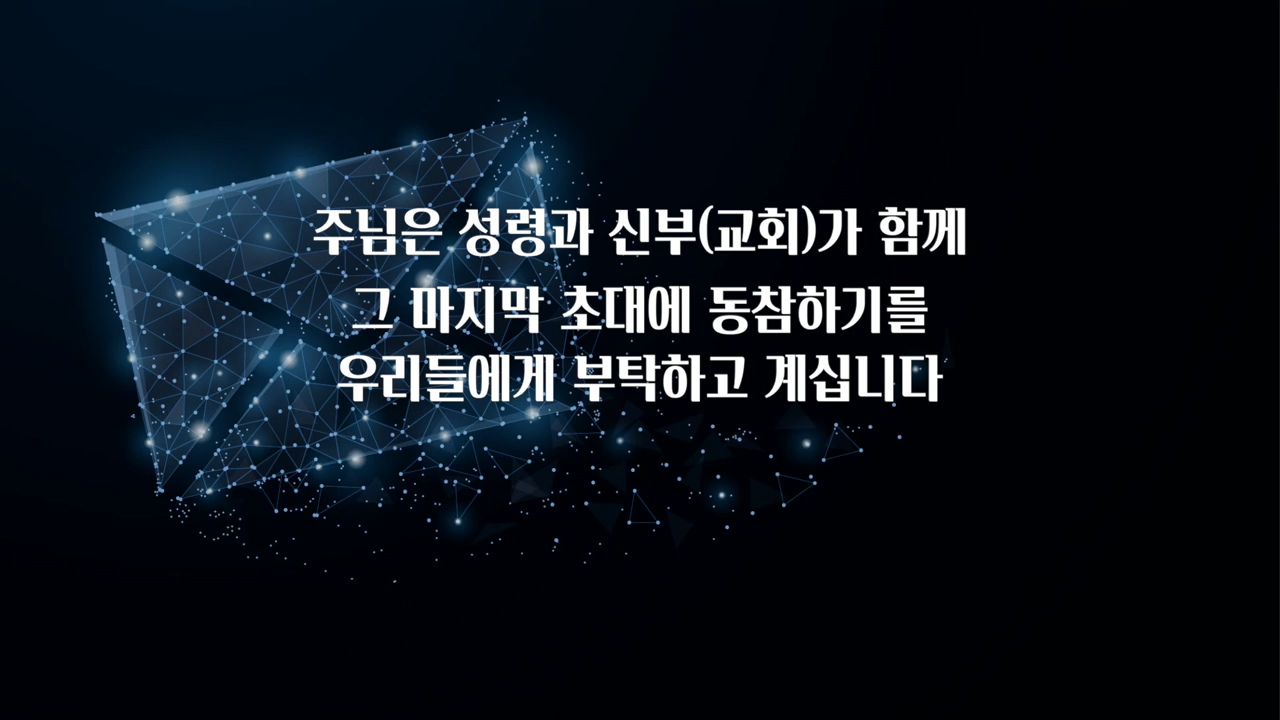 주님은 성령과 신부(교회)가 함께
그 마지막 초대에 동참하기를
우리들에게 부탁하고 계십니다